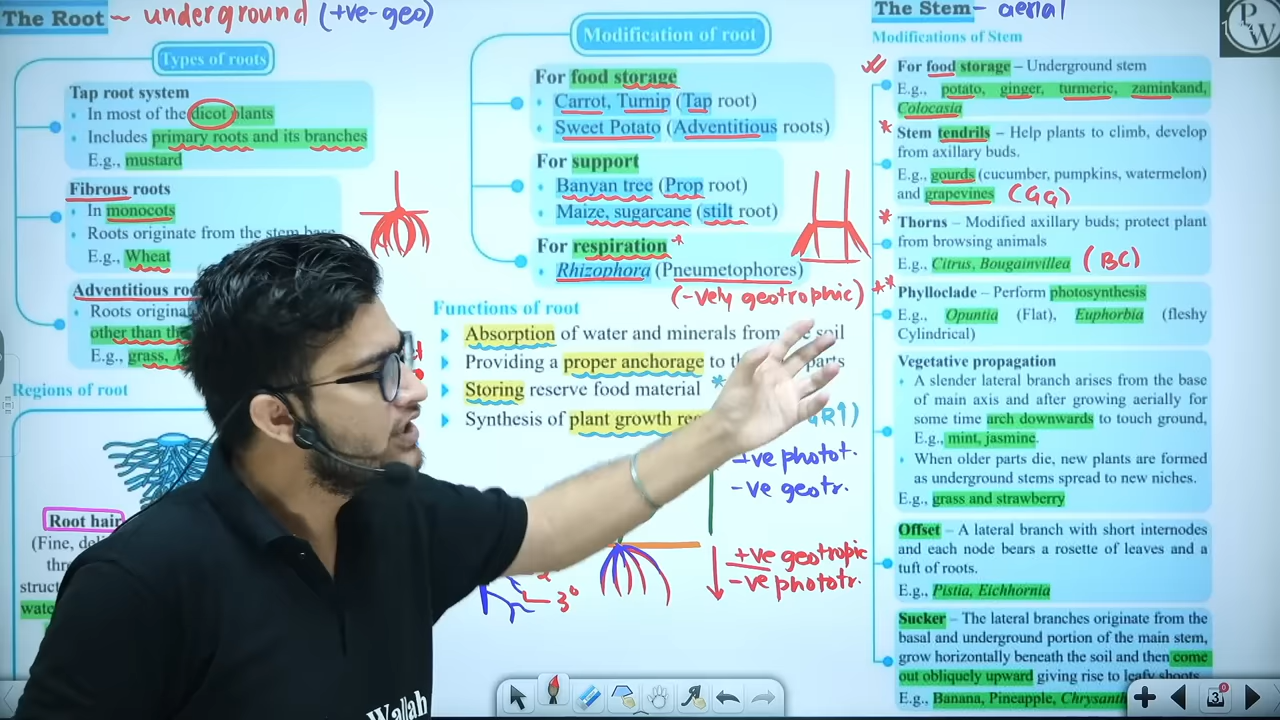 The Root ~ underground (+ve-geo)
Types of roots
Tap root system
• In most of the dicot plants
• Includes primary roots and its branches
E.g., mustard
Fibrous roots
• In monocots
• Roots originate from the stem base
E.g., Wheat
Adventitious
• Roots
other than
E.g., grass,
Regions of root
Root hair
(Fine,
water
Modification of root
For food storage
• Carrot, Turnip (Tap root)
• Sweet Potato (Adventitious roots)
For support
• Banyan tree (Prop root)
• Maize, sugarcane (stilt root)
For respiration *
• Rhizophora (Pneumetophores)
(-vely geotrophic)
Functions of root
Absorption of water and minerals from soil
Providing a proper anchorage to parts
Storing reserve food material *
Synthesis of plant growth
+ve photot.
-ve geotr.
+ve geotropic
-ve phototr.
3°
The Stem - aerial
Modifications of Stem
For food storage – Underground stem
E.g., potato, ginger, turmeric, zaminkand,
Colocasia
* Stem tendrils – Help plants to climb, develop
from axillary buds.
E.g., gourds (cucumber, pumpkins, watermelon)
and grapevines (GG)
* Thorns – Modified axillary buds; protect plant
from browsing animals
E.g., Citrus, Bougainvillea (BC)
** Phylloclade – Perform photosynthesis
E.g., Opuntia (Flat), Euphorbia (fleshy
Cylindrical)
Vegetative propagation
• A slender lateral branch arises from the base
of main axis and after growing aerially for
some time arch downwards to touch ground,
E.g., mint, jasmine.
• When older parts die, new plants are formed
as underground stems spread to new niches.
E.g., grass and strawberry
Offset – A lateral branch with short internodes
and each node bears a rosette of leaves and a
tuft of roots.
E.g., Pistia, Eichhornia
Sucker – The lateral branches originate from the
basal and underground portion of the main stem,
grow horizontally beneath the soil and then come
out obliquely upward giving rise to leafy shoots
E.g., Banana, Pineapple,
PW
Wallah
3